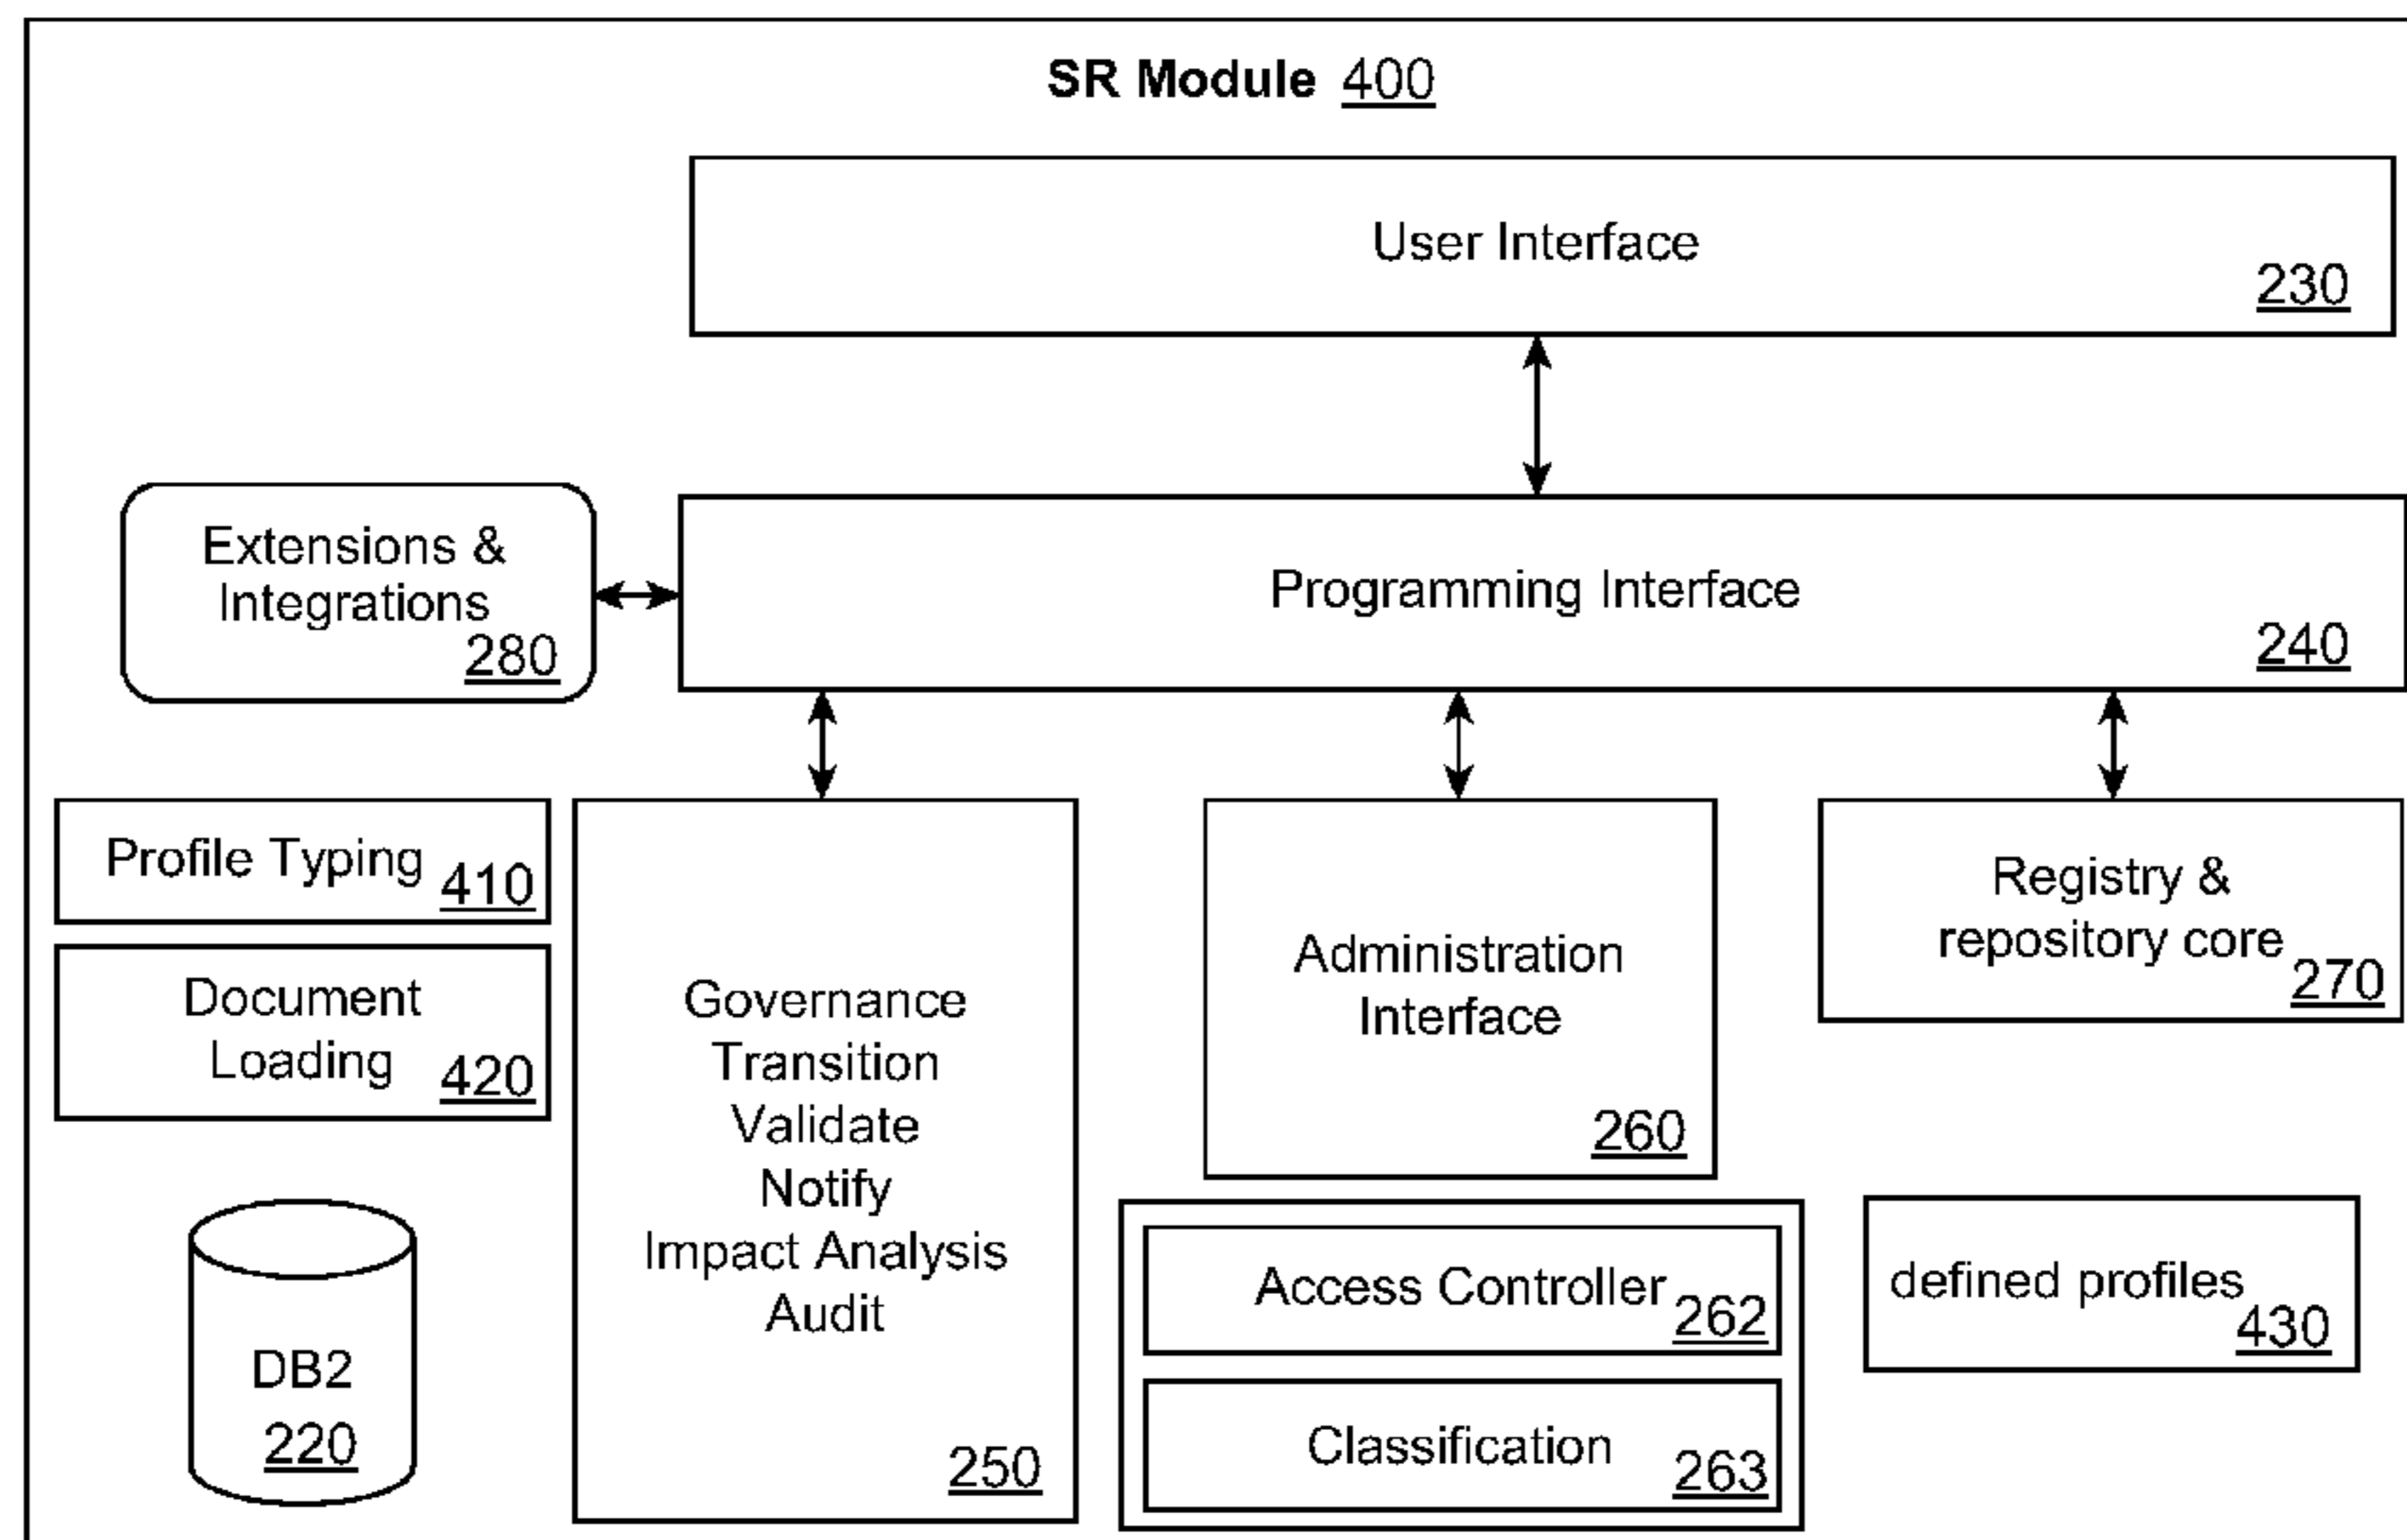 SR Module 400
User Interface
230
Extensions &
Integrations
280
Programming Interface
240
Profile Typing 410
Document
Loading 420
DB2
220
Governance
Transition
Validate
Notify
Impact Analysis
Audit
250
Administration
Interface
260
Access Controller 262
Classification 263
Registry &
repository core 270
defined profiles 430